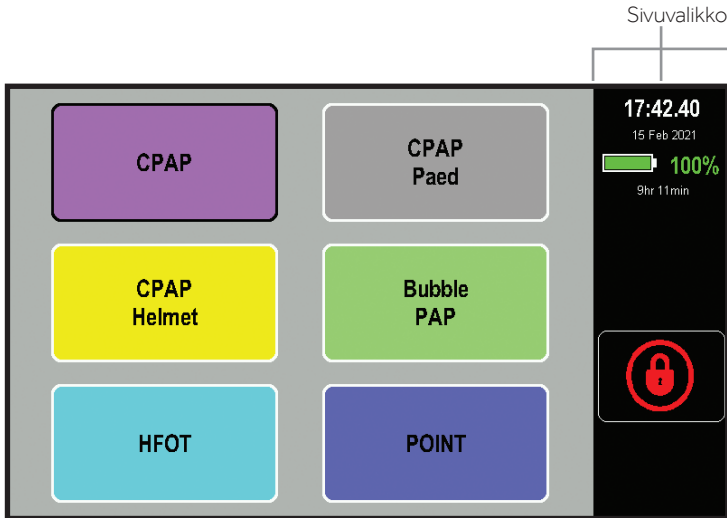 Sivuvalikko
17:42.40
15 Feb 2021
100%
9hr 11min
CPAP
CPAP
Paed
CPAP
Helmet
Bubble
PAP
HFOT
POINT